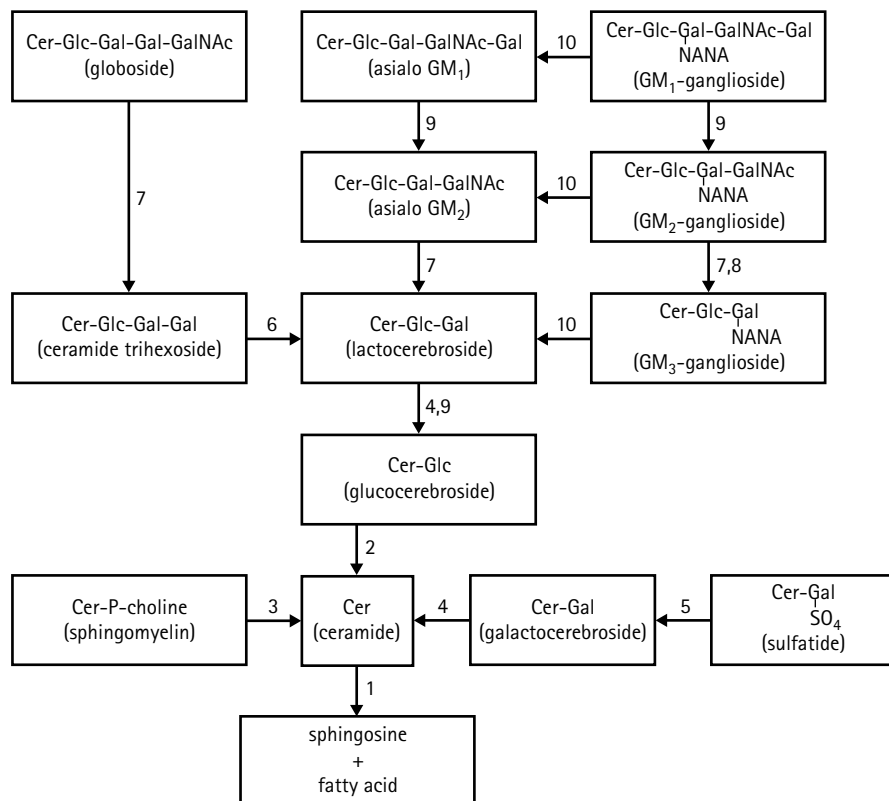 Cer-Glc-Gal-Gal-GalNAc
(globoside)
Cer-Glc-Gal-GalNAc-Gal
(asialo GM₁)
10
Cer-Glc-Gal-GalNAc-Gal
NANA
(GM₁-ganglioside)
7
9
9
Cer-Glc-Gal-GalNAc
(asialo GM₂)
10
Cer-Glc-Gal-GalNAc
NANA
(GM₂-ganglioside)
7
7,8
Cer-Glc-Gal-Gal
(ceramide trihexoside)
6
Cer-Glc-Gal
(lactocerebroside)
10
Cer-Glc-Gal
NANA
(GM₃-ganglioside)
4,9
Cer-Glc
(glucocerebroside)
2
Cer-P-choline
(sphingomyelin)
3
Cer
(ceramide)
4
Cer-Gal
(galactocerebroside)
5
Cer-Gal
SO₄
(sulfatide)
1
sphingosine
+
fatty acid